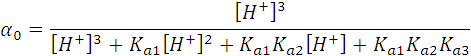 α₀ = [H⁺]³ / [H⁺]³ + Kₐ₁[H⁺]² + Kₐ₁Kₐ₂[H⁺] + Kₐ₁Kₐ₂Kₐ₃